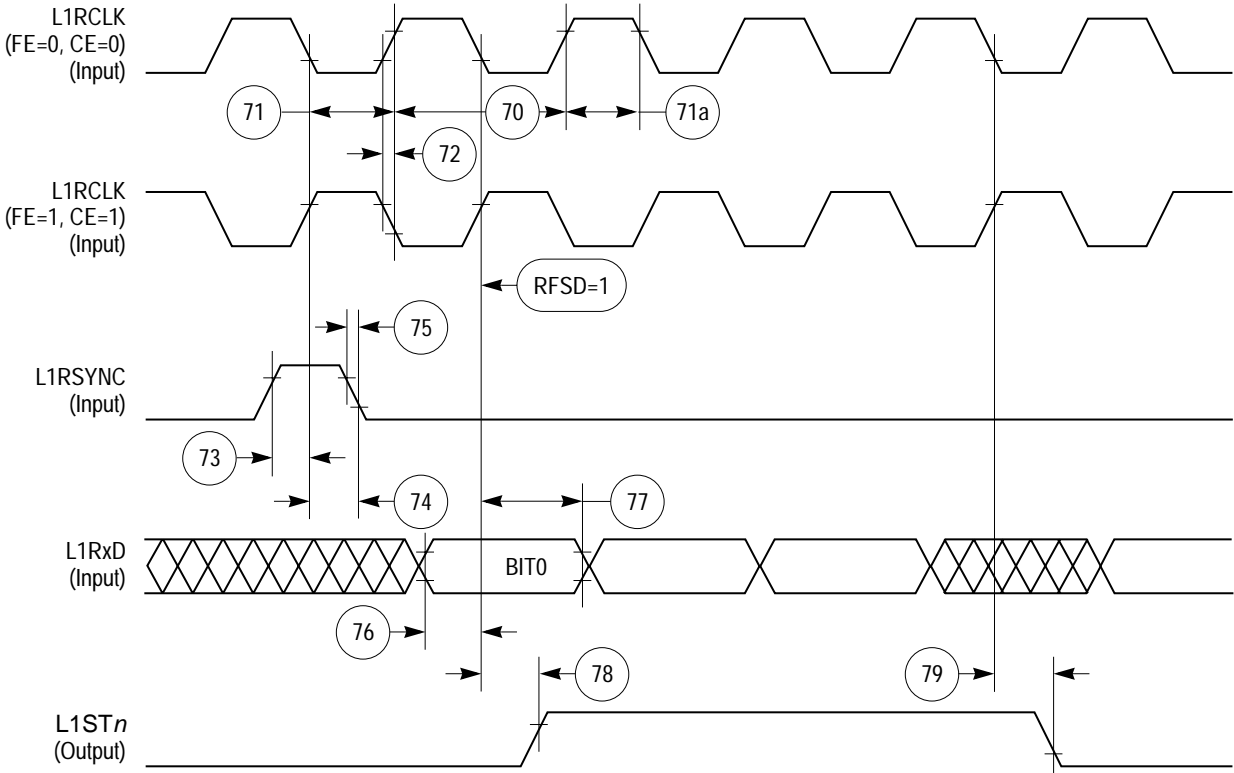 L1RCLK
(FE=0, CE=0)
(Input)
71
70
71a
72
L1RCLK
(FE=1, CE=1)
(Input)
RFSD=1
75
L1RSYNC
(Input)
73
74
77
L1RxD
(Input)
BIT0
76
78
79
L1STn
(Output)